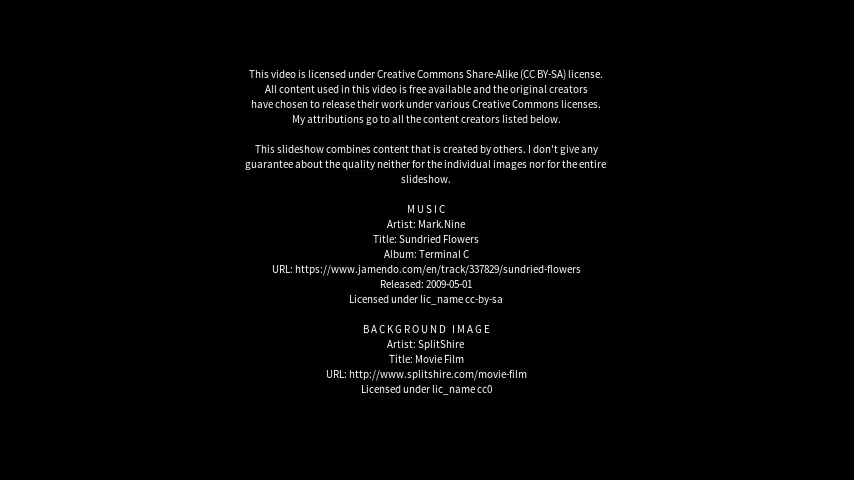 This video is licensed under Creative Commons Share-Alike (CC BY-SA) license.
All content used in this video is free available and the original creators
have chosen to release their work under various Creative Commons licenses.
My attributions go to all the content creators listed below.
This slideshow combines content that is created by others. I don't give any
guarantee about the quality neither for the individual images nor for the entire
slideshow.
MUSIC
Artist: Mark.Nine
Title: Sundried Flowers
Album: Terminal C
URL: https://www.jamendo.com/en/track/337829/sundried-flowers
Released: 2009-05-01
Licensed under lic_name cc-by-sa
BACKGROUND IMAGE
Artist: SplitShire
Title: Movie Film
URL: http://www.splitshire.com/movie-film
Licensed under lic_name cc0